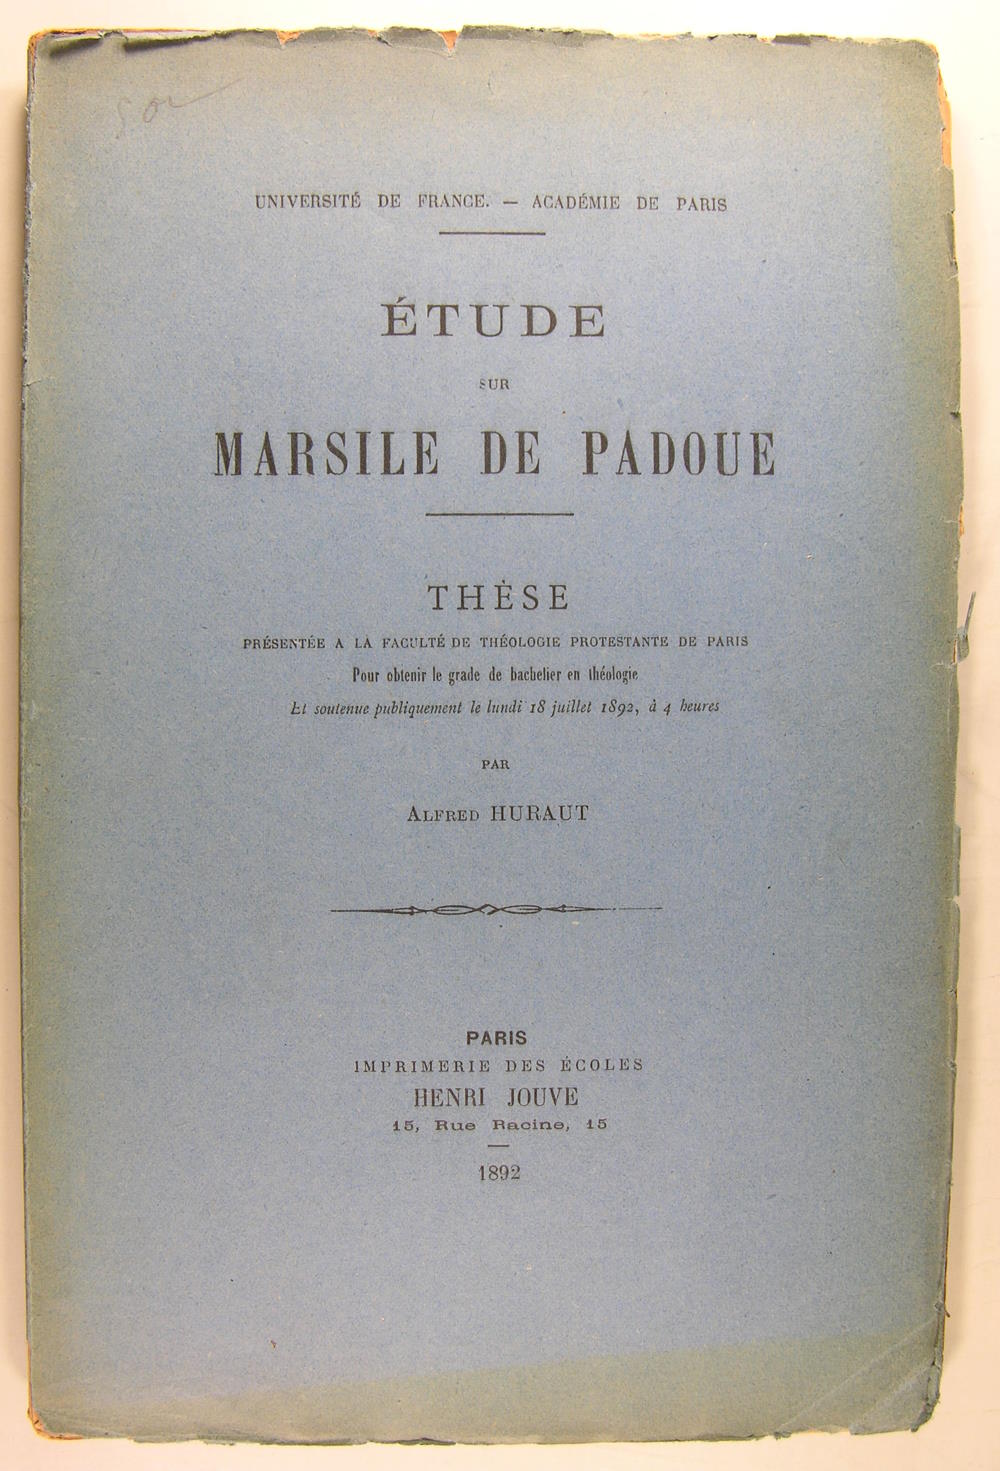 UNIVERSITÉ DE FRANCE. — ACADÉMIE DE PARIS
ÉTUDE
SUR
MARSILE DE PADOUE
THÈSE
PRÉSENTÉE A LA FACULTÉ DE THÉOLOGIE PROTESTANTE DE PARIS
Pour obtenir le grade de bachelier en théologie
Et soutenue publiquement le lundi 18 juillet 1892, à 4 heures
PAR
ALFRED HURAUT
PARIS
IMPRIMERIE DES ÉCOLES
HENRI JOUVE
15, Rue Racine, 15
1892